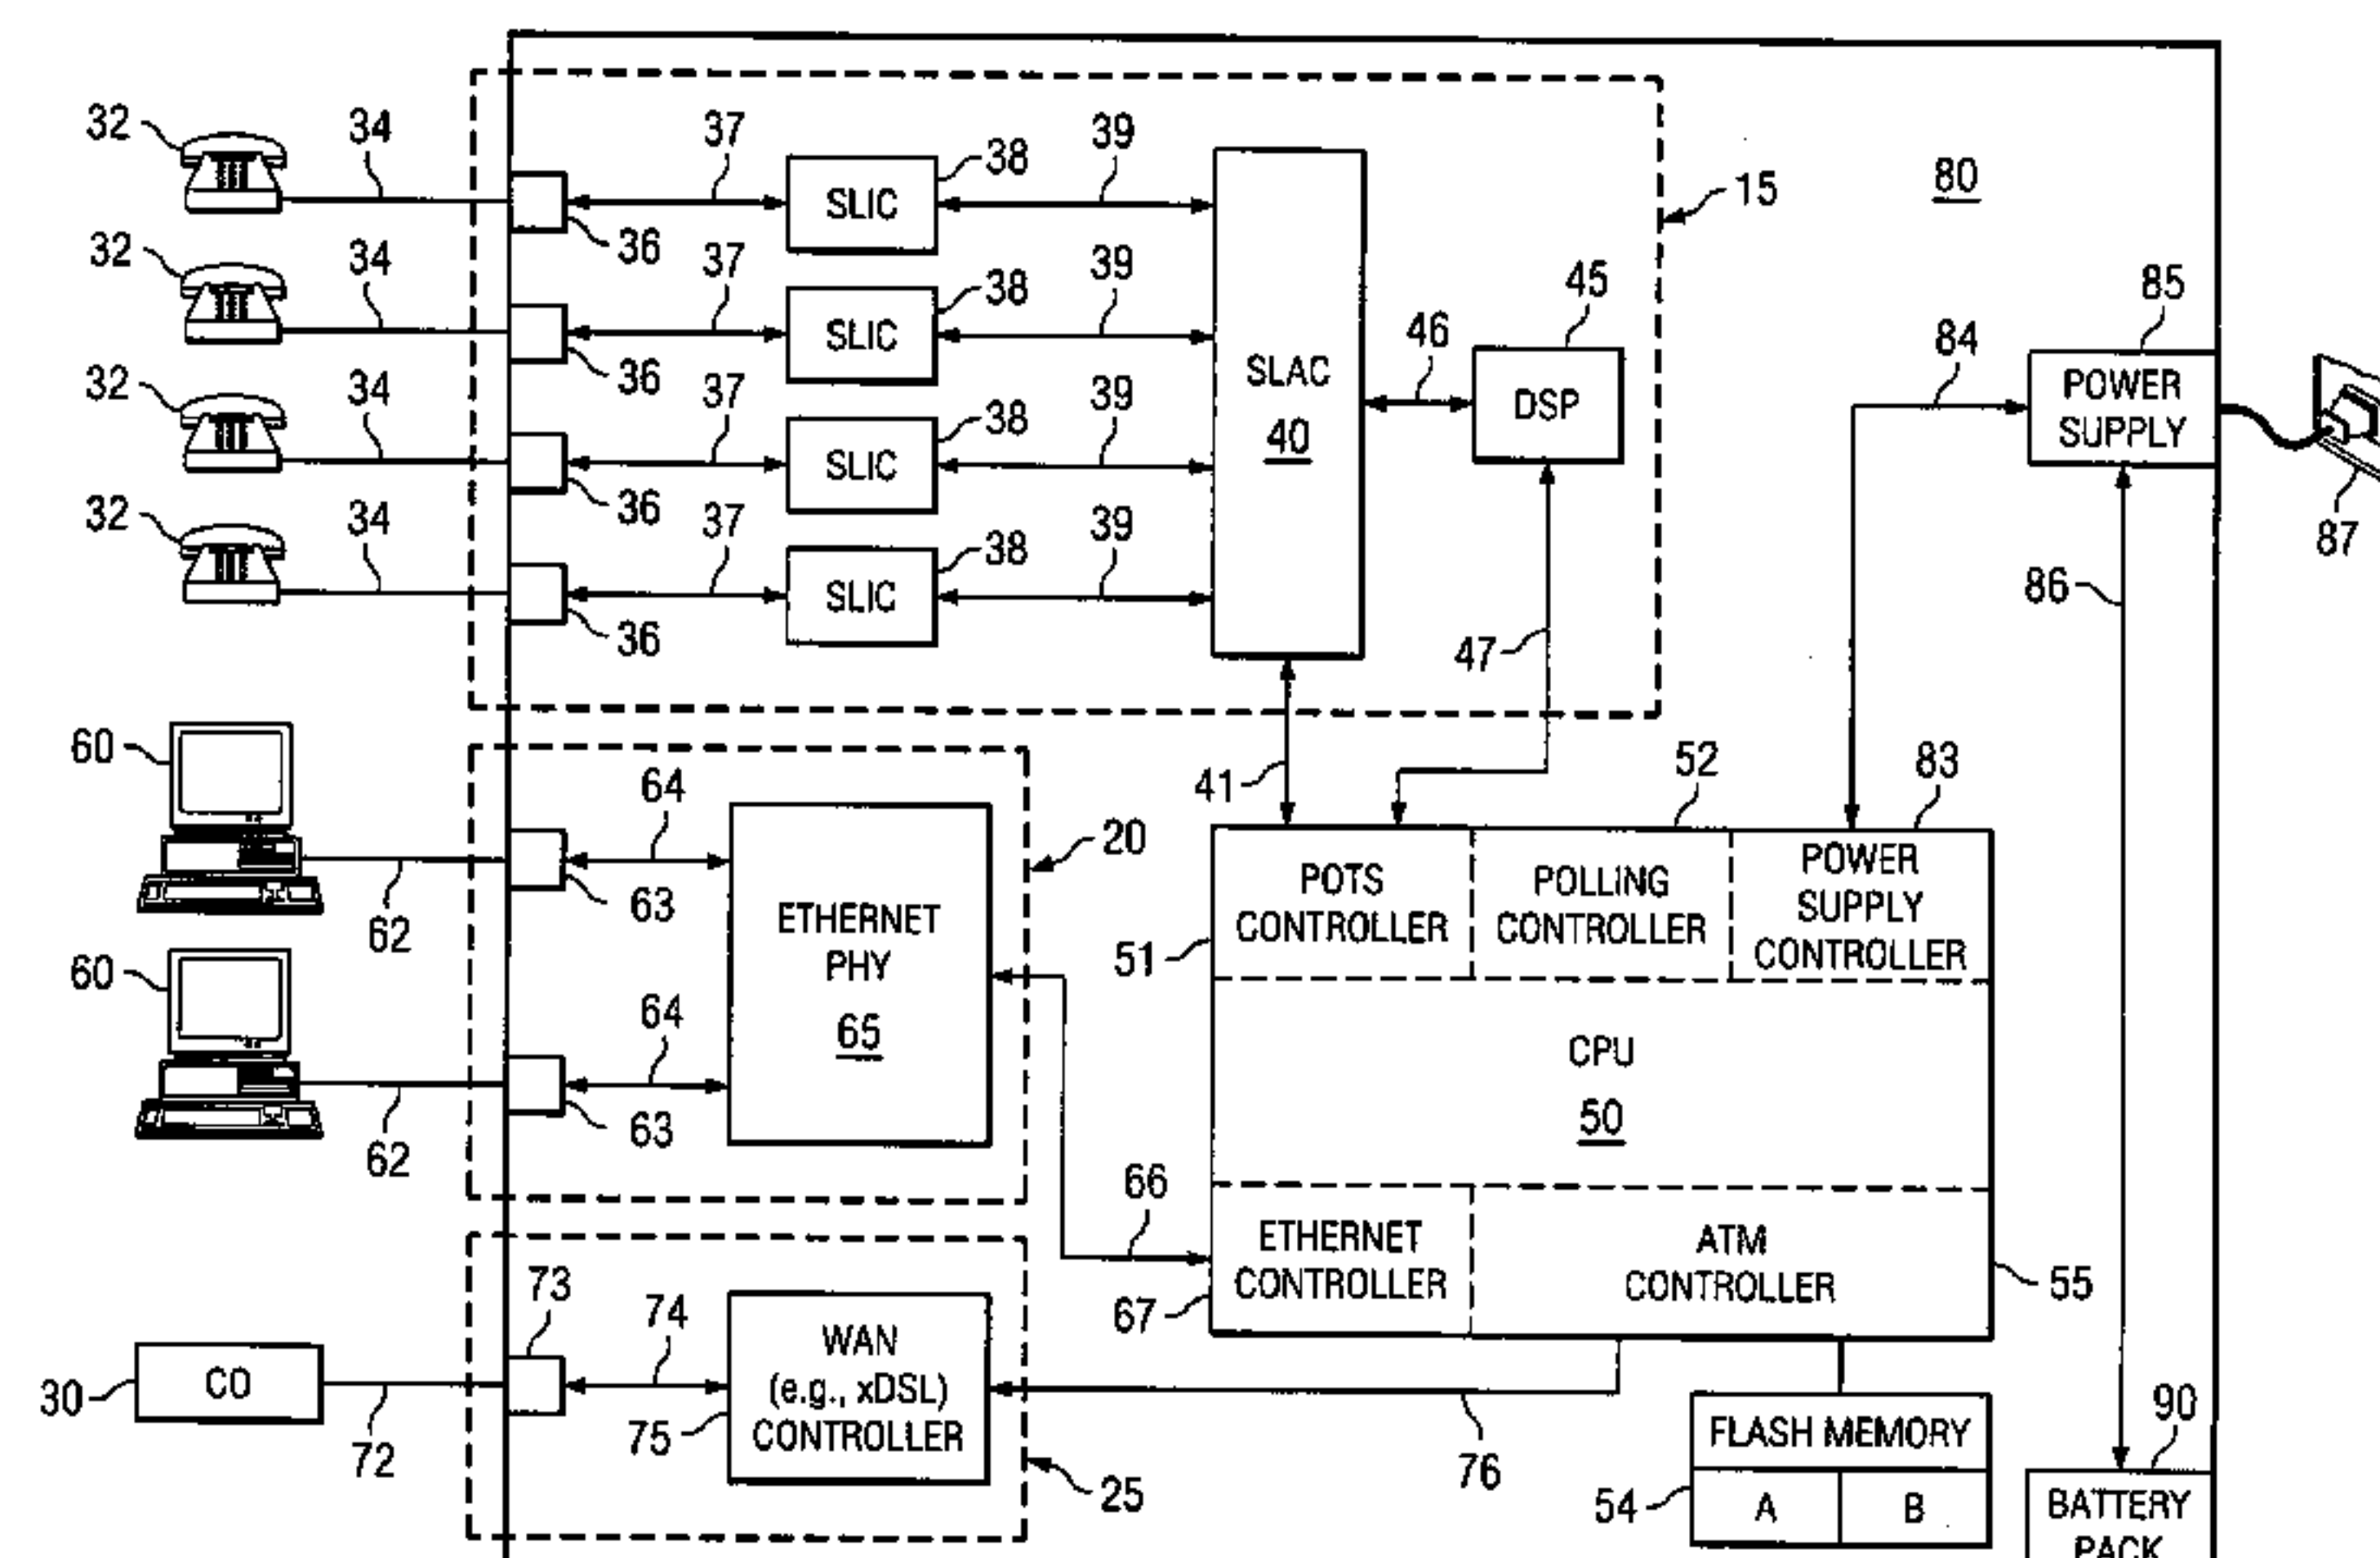 32
34
37
38
39
SLIC
36
15
80
32
34
37
38
39
SLIC
36
45
85
46
84
SLAC
40
DSP
POWER
SUPPLY
32
34
37
38
39
SLIC
36
87
32
34
37
38
39
SLIC
36
86
47
60
64
41
52
83
20
63
62
ETHERNET
PHY
65
POTS
CONTROLLER
POLLING
CONTROLLER
POWER
SUPPLY
CONTROLLER
51
60
64
63
62
CPU
50
66
ETHERNET
CONTROLLER
ATM
CONTROLLER
55
67
73
74
30
CO
72
WAN
(e.g., xDSL)
CONTROLLER
75
76
25
FLASH MEMORY
54
A
B
90
BATTERY
PACK